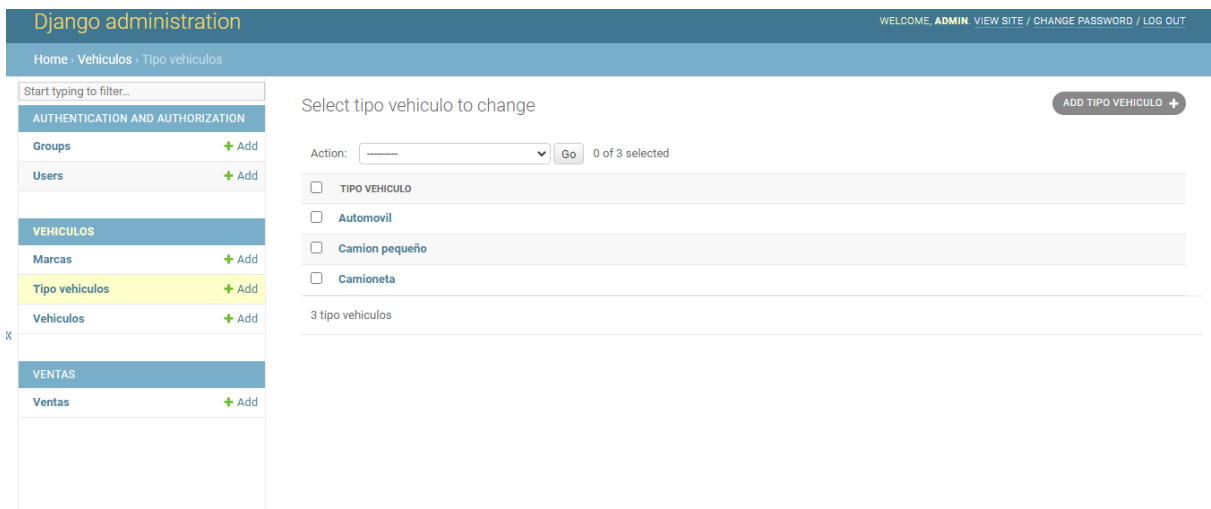 Django administration
WELCOME, ADMIN. VIEW SITE / CHANGE PASSWORD / LOG OUT
Home › Vehiculos › Tipo vehiculos
Start typing to filter...
AUTHENTICATION AND AUTHORIZATION
Groups + Add
Users + Add
VEHICULOS
Marcas + Add
Tipo vehiculos + Add
Vehiculos + Add
«
VENTAS
Ventas + Add
Select tipo vehiculo to change
ADD TIPO VEHICULO +
Action: --------- Go 0 of 3 selected
TIPO VEHICULO
Automovil
Camion pequeño
Camioneta
3 tipo vehiculos